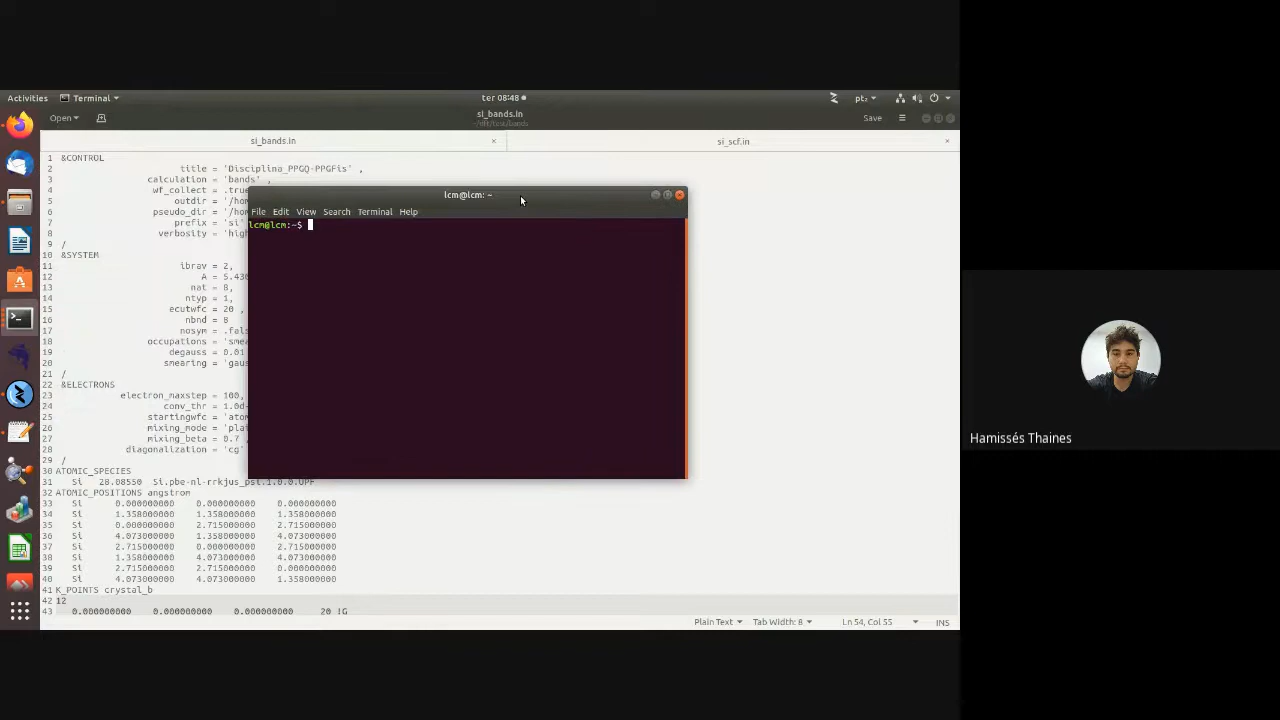 Activities Terminal ter 08:48 pt₂
Open si_bands.in Save
si_bands.in × si_scf.in ×
1 &CONTROL
2 title = 'Disciplina_PPGQ-PPGFis' ,
3 calculation = 'bands' ,
4 wf_collect = .true
5 outdir = '/ho
6 pseudo_dir = '/hom
7 prefix = 'si'
8 verbosity = 'hig
9 /
10 &SYSTEM
11 ibrav = 2,
12 A = 5.430
13 nat = 8,
14 ntyp = 1,
15 ecutwfc = 20 ,
16 nbnd = 8
17 nosym = .fals
18 occupations = 'smea
19 degauss = 0.01
20 smearing = 'gaus
21 /
22 &ELECTRONS
23 electron_maxstep = 100,
24 conv_thr = 1.0d-
25 startingwfc = 'atom
26 mixing_mode = 'plai
27 mixing_beta = 0.7 ,
28 diagonalization = 'cg'
29 /
30 ATOMIC_SPECIES
31 Si 28.08550 Si.pbe-nl-rrkjus_psl.1.0.0.UPF
32 ATOMIC_POSITIONS angstrom
33 Si 0.000000000 0.000000000 0.000000000
34 Si 1.358000000 1.358000000 1.358000000
35 Si 0.000000000 2.715000000 2.715000000
36 Si 4.073000000 1.358000000 4.073000000
37 Si 2.715000000 0.000000000 2.715000000
38 Si 1.358000000 4.073000000 4.073000000
39 Si 2.715000000 2.715000000 0.000000000
40 Si 4.073000000 4.073000000 1.358000000
41 K_POINTS crystal_b
42 12
43 0.000000000 0.000000000 0.000000000 20 !G
Plain Text Tab Width: 8 Ln 54, Col 55 INS
lcm@lcm: ~
File Edit View Search Terminal Help
lcm@lcm:~$
Hamissés Thaines